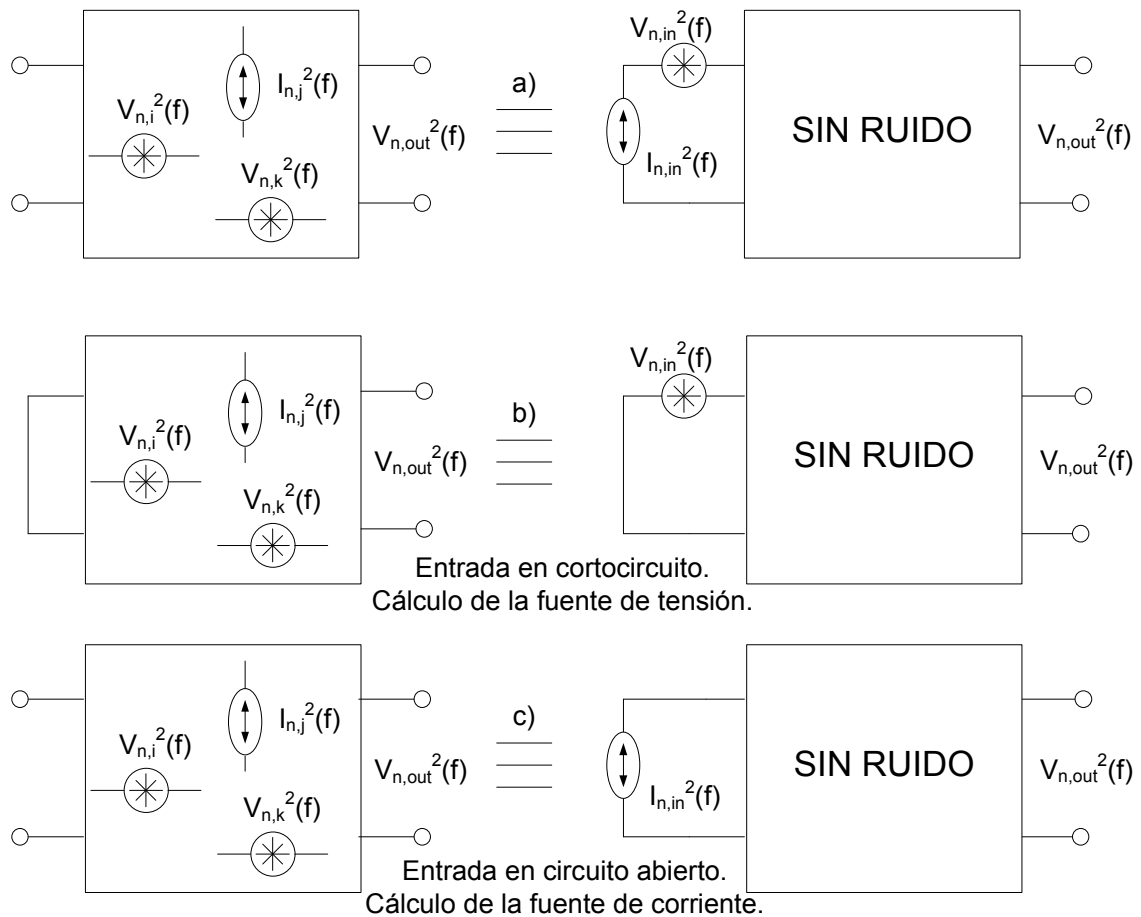 V_{n,in}^2(f)
I_{n,j}^2(f)
a)
V_{n,i}^2(f)
SIN RUIDO
V_{n,out}^2(f)
V_{n,out}^2(f)
I_{n,in}^2(f)
V_{n,k}^2(f)
V_{n,in}^2(f)
I_{n,j}^2(f)
b)
V_{n,i}^2(f)
SIN RUIDO
V_{n,out}^2(f)
V_{n,out}^2(f)
V_{n,k}^2(f)
Entrada en cortocircuito.
Cálculo de la fuente de tensión.
I_{n,j}^2(f)
c)
V_{n,i}^2(f)
SIN RUIDO
V_{n,out}^2(f)
V_{n,out}^2(f)
I_{n,in}^2(f)
V_{n,k}^2(f)
Entrada en circuito abierto.
Cálculo de la fuente de corriente.